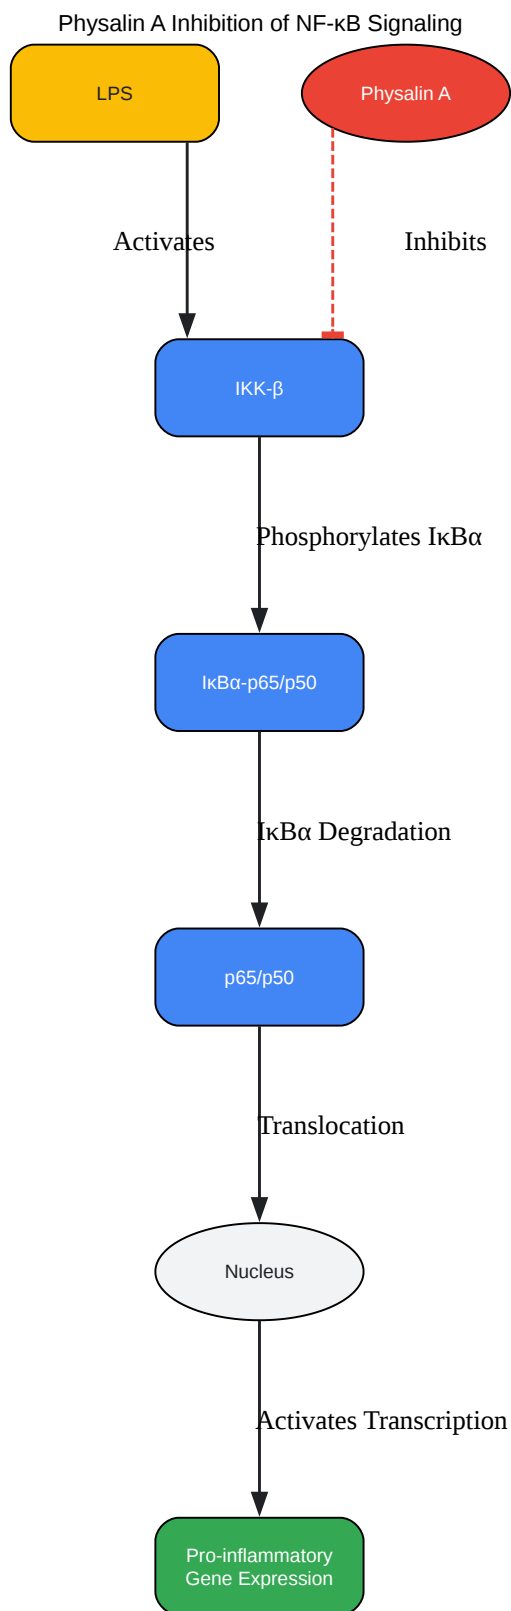 Physalin A Inhibition of NF-κB Signaling
LPS
Physalin A
Activates
Inhibits
IKK-β
Phosphorylates IκBα
IκBα-p65/p50
IκBα Degradation
p65/p50
Translocation
Nucleus
Activates Transcription
Pro-inflammatory
Gene Expression